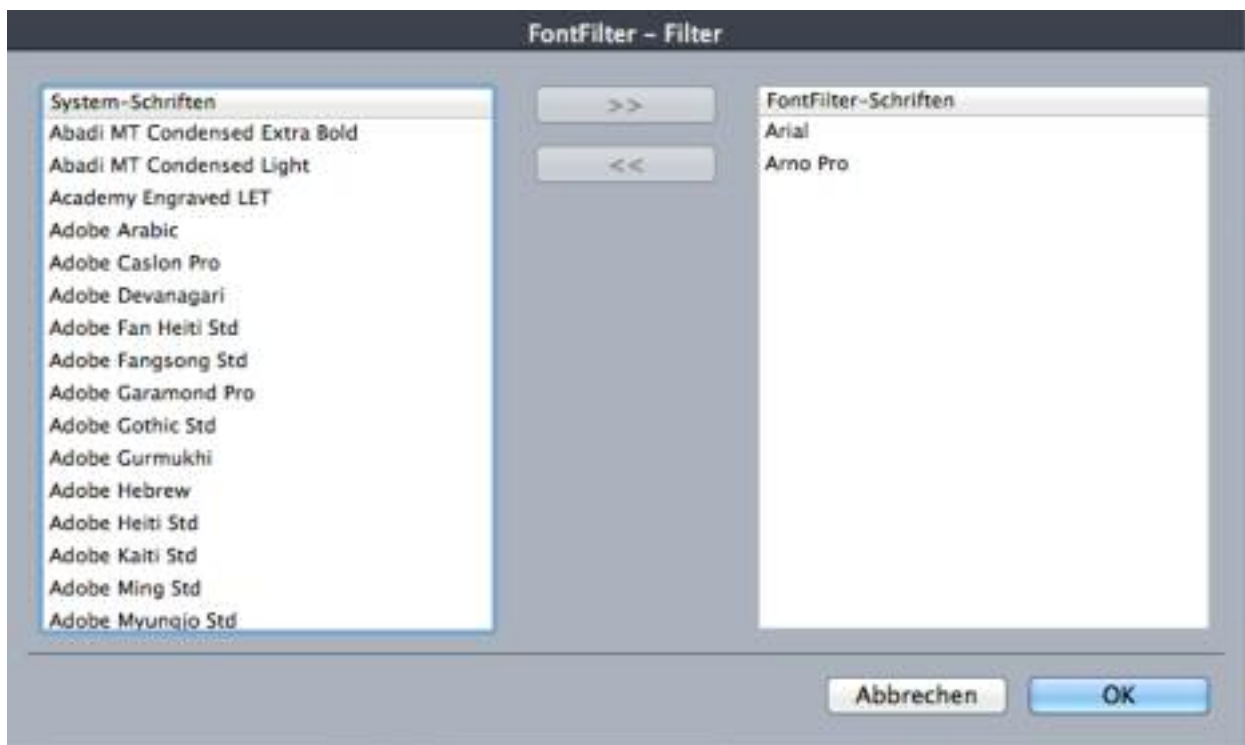 FontFilter – Filter
System-Schriften
Abadi MT Condensed Extra Bold
Abadi MT Condensed Light
Academy Engraved LET
Adobe Arabic
Adobe Caslon Pro
Adobe Devanagari
Adobe Fan Heiti Std
Adobe Fangsong Std
Adobe Garamond Pro
Adobe Gothic Std
Adobe Gurmukhi
Adobe Hebrew
Adobe Heiti Std
Adobe Kaiti Std
Adobe Ming Std
Adobe Myungjo Std
>>
<<
FontFilter-Schriften
Arial
Arno Pro
Abbrechen
OK